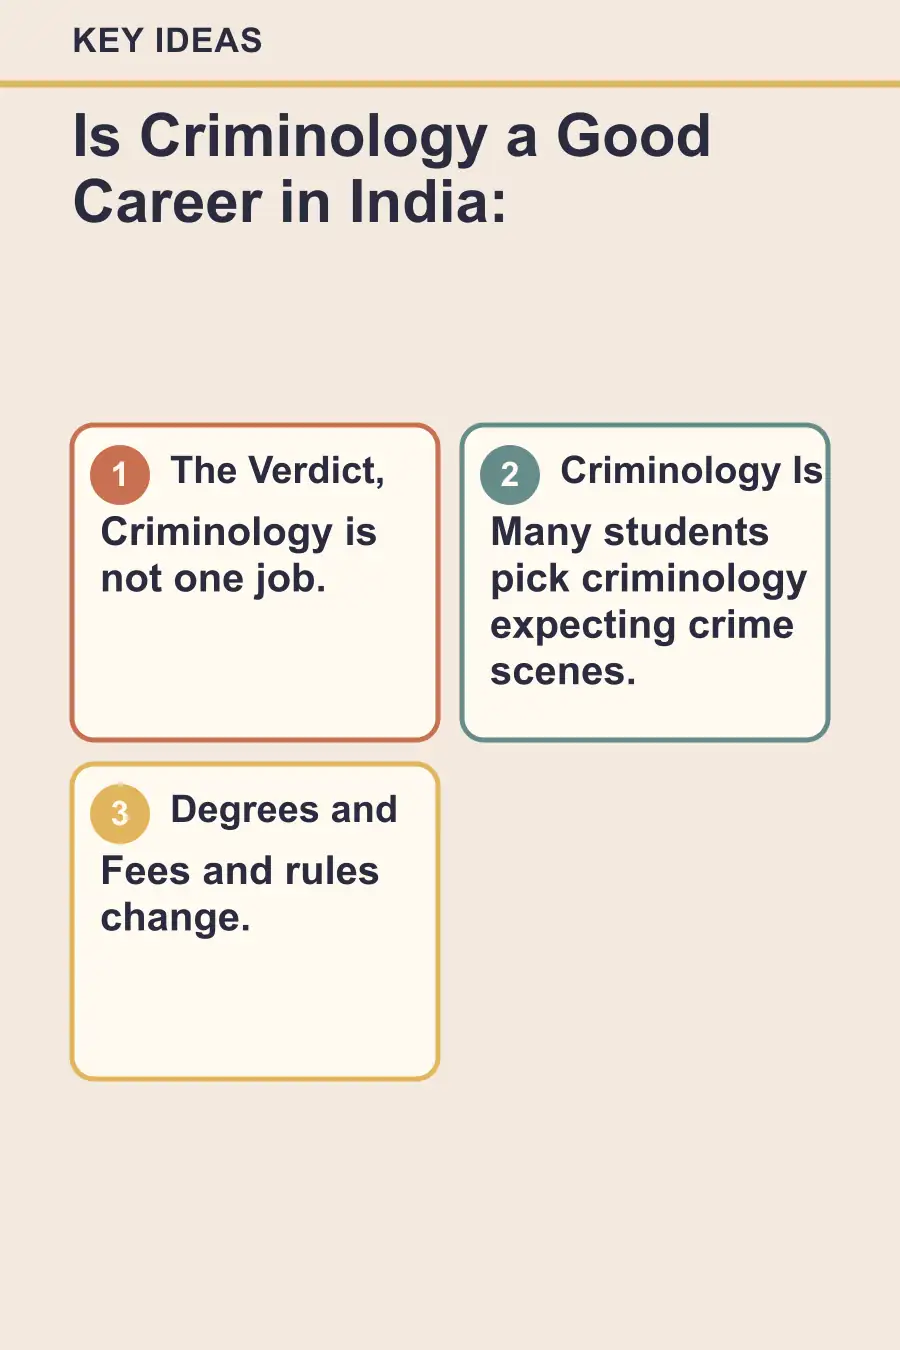 KEY IDEAS
Is Criminology a Good
Career in India:
1 The Verdict,
Criminology is
not one job.
2 Criminology Is
Many students
pick criminology
expecting crime
scenes.
3 Degrees and
Fees and rules
change.